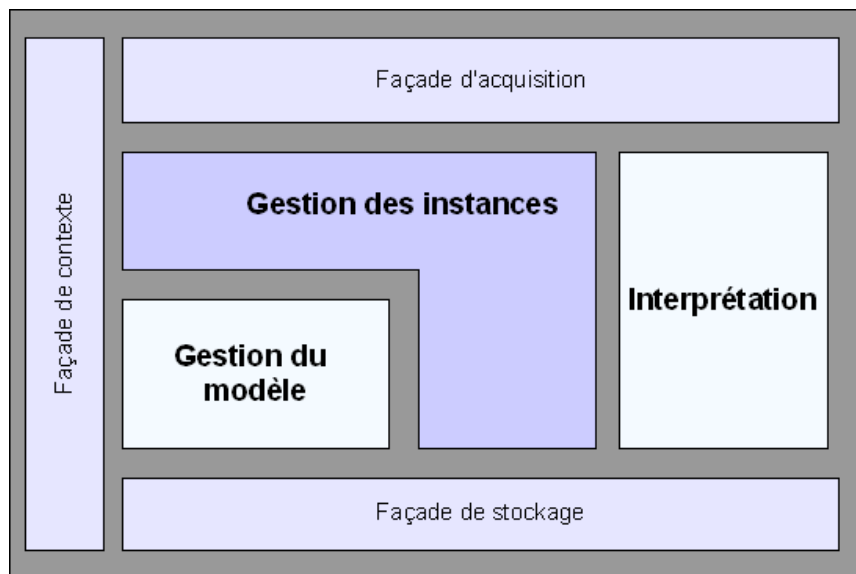 Façade d'acquisition
Façade de contexte
Gestion des instances
Interprétation
Gestion du
modèle
Façade de stockage